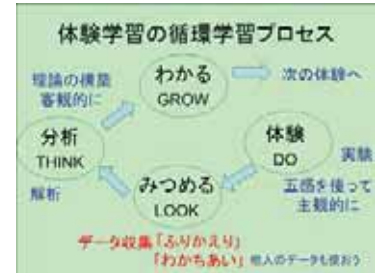 体験学習の循環学習プロセス
理論の構築
客観的に
わかる
GROW
次の体験へ
分析
THINK
体験
DO
実験
解析
みつめる
LOOK
五感を使って
主観的に
データ収集「ふりかえり」
「わかちあい」他人のデータも使おう